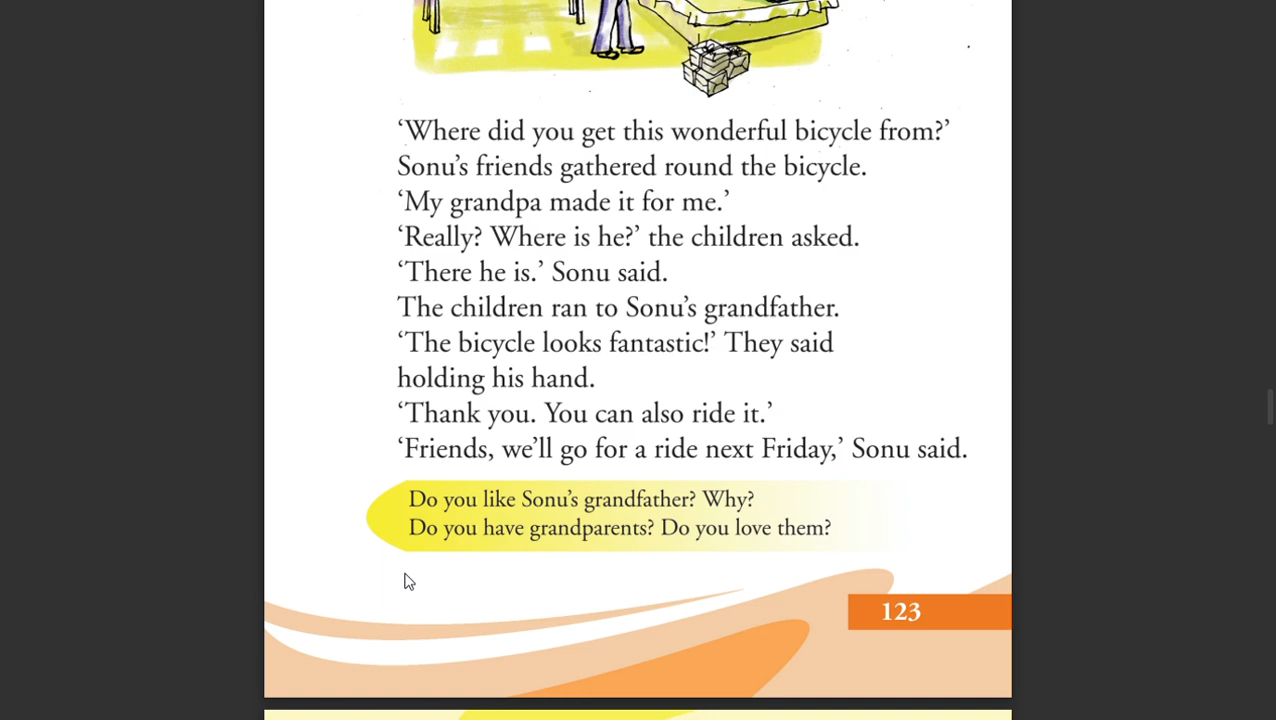 ‘Where did you get this wonderful bicycle from?’
Sonu’s friends gathered round the bicycle.
‘My grandpa made it for me.’
‘Really? Where is he?’ the children asked.
‘There he is.’ Sonu said.
The children ran to Sonu’s grandfather.
‘The bicycle looks fantastic!’ They said
holding his hand.
‘Thank you. You can also ride it.’
‘Friends, we’ll go for a ride next Friday,’ Sonu said.
Do you like Sonu’s grandfather? Why?
Do you have grandparents? Do you love them?
123